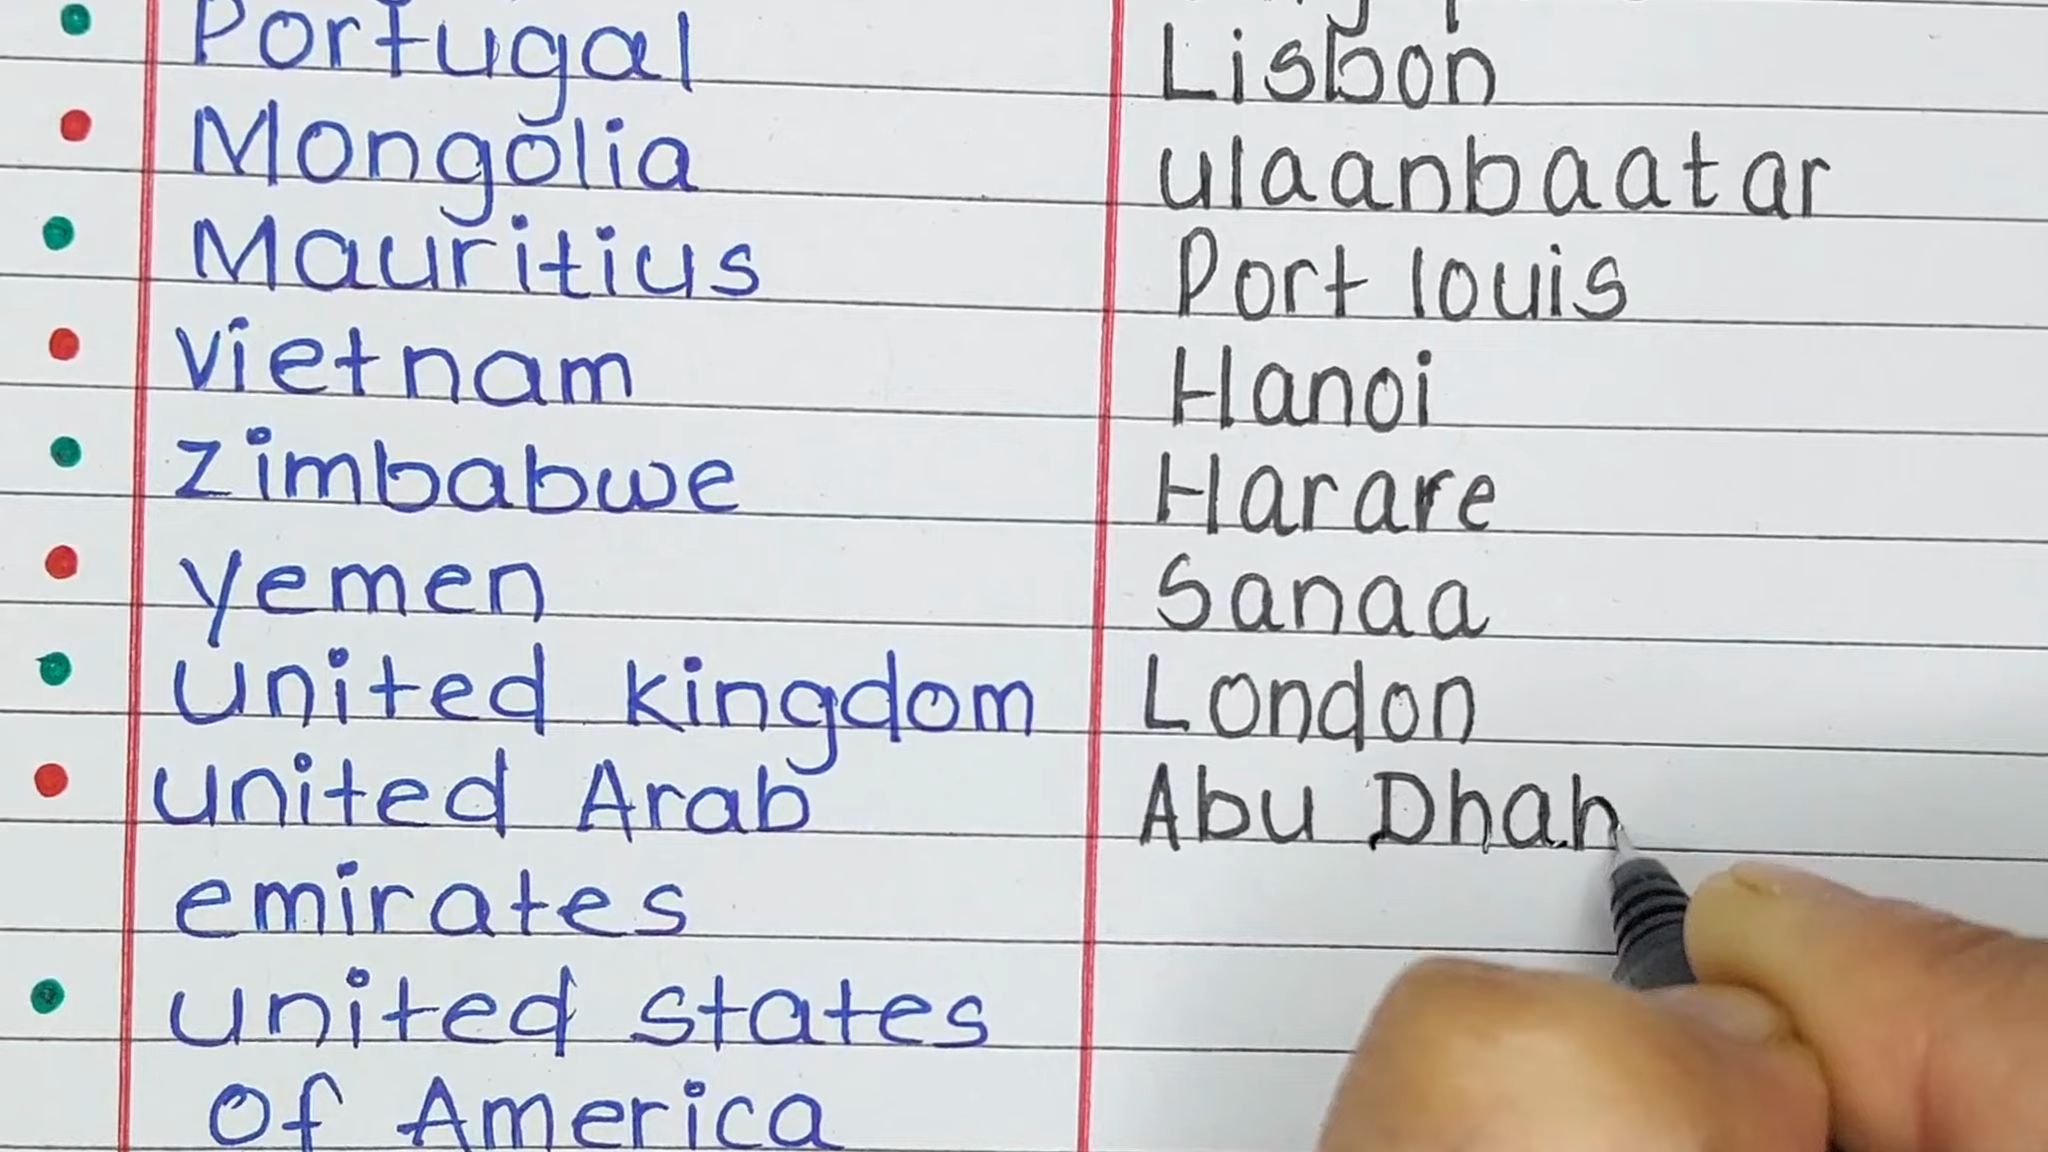 Portugal Lisbon
Mongolia ulaanbaatar
Mauritius Port louis
vietnam Hanoi
zimbabwe Harare
yemen Sanaa
united kingdom London
united Arab Abu Dhah
emirates
united states
of America